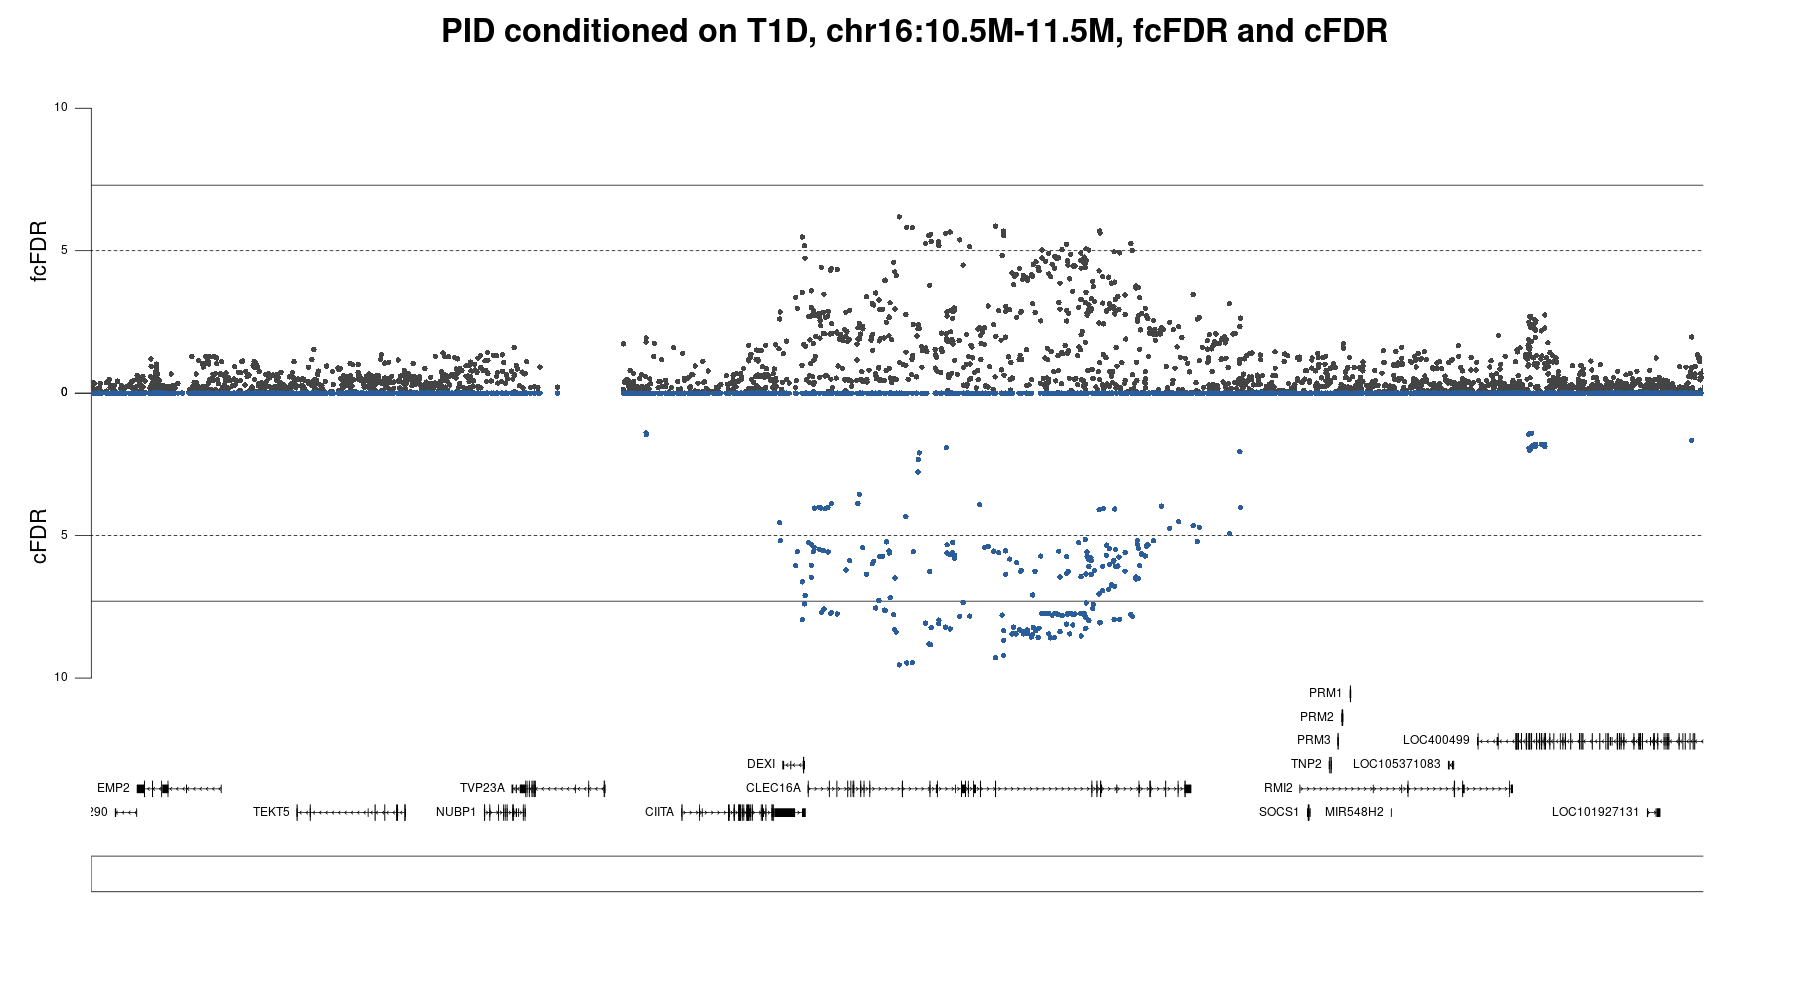 PID conditioned on T1D, chr16:10.5M-11.5M, fcFDR and cFDR
10
5
0
fcFDR
5
10
cFDR
PRM1
PRM2
PRM3 LOC400499
DEXI TNP2 LOC105371083
EMP2 TVP23A CLEC16A RMI2
290 TEKT5 NUBP1 CIITA SOCS1 MIR548H2 LOC101927131